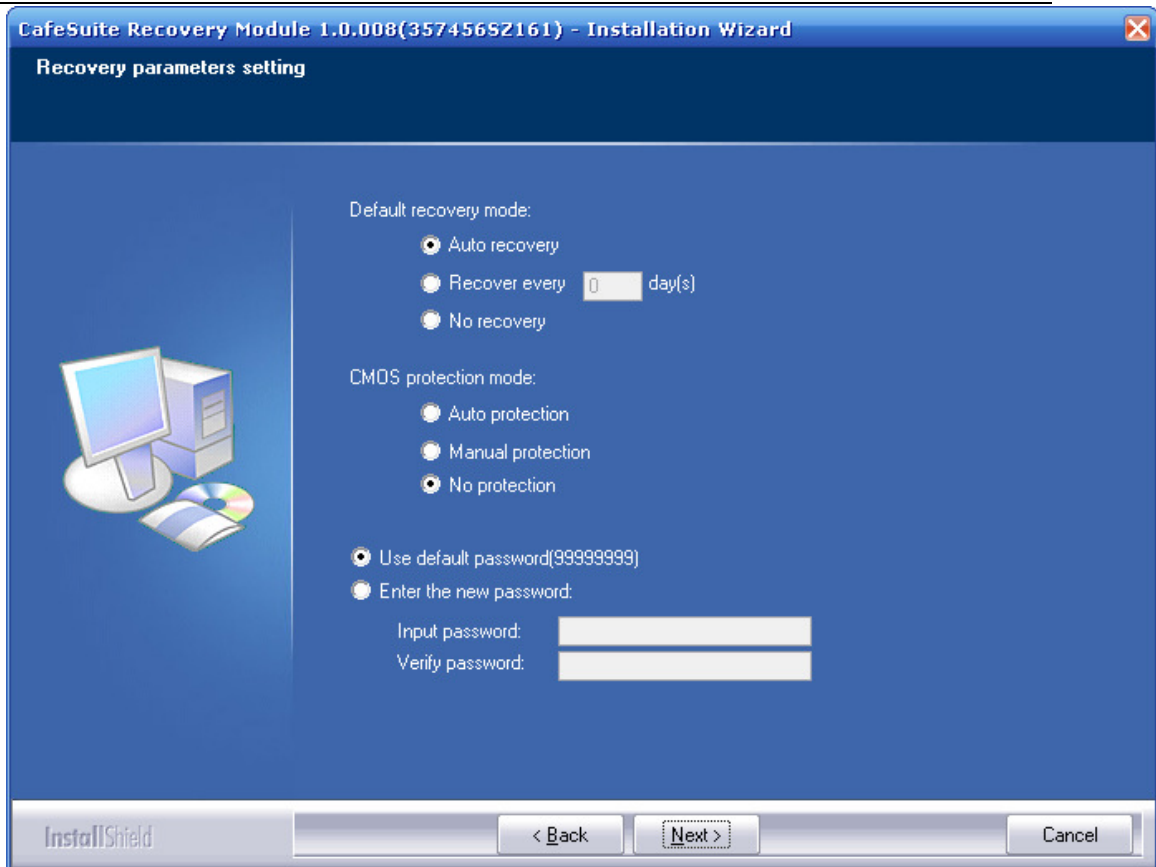 CafeSuite Recovery Module 1.0.008(357456S2161) - Installation Wizard
Recovery parameters setting
Default recovery mode:
Auto recovery
Recover every 0 day(s)
No recovery
CMOS protection mode:
Auto protection
Manual protection
No protection
Use default password(99999999)
Enter the new password:
Input password:
Verify password:
InstallShield < Back Next > Cancel